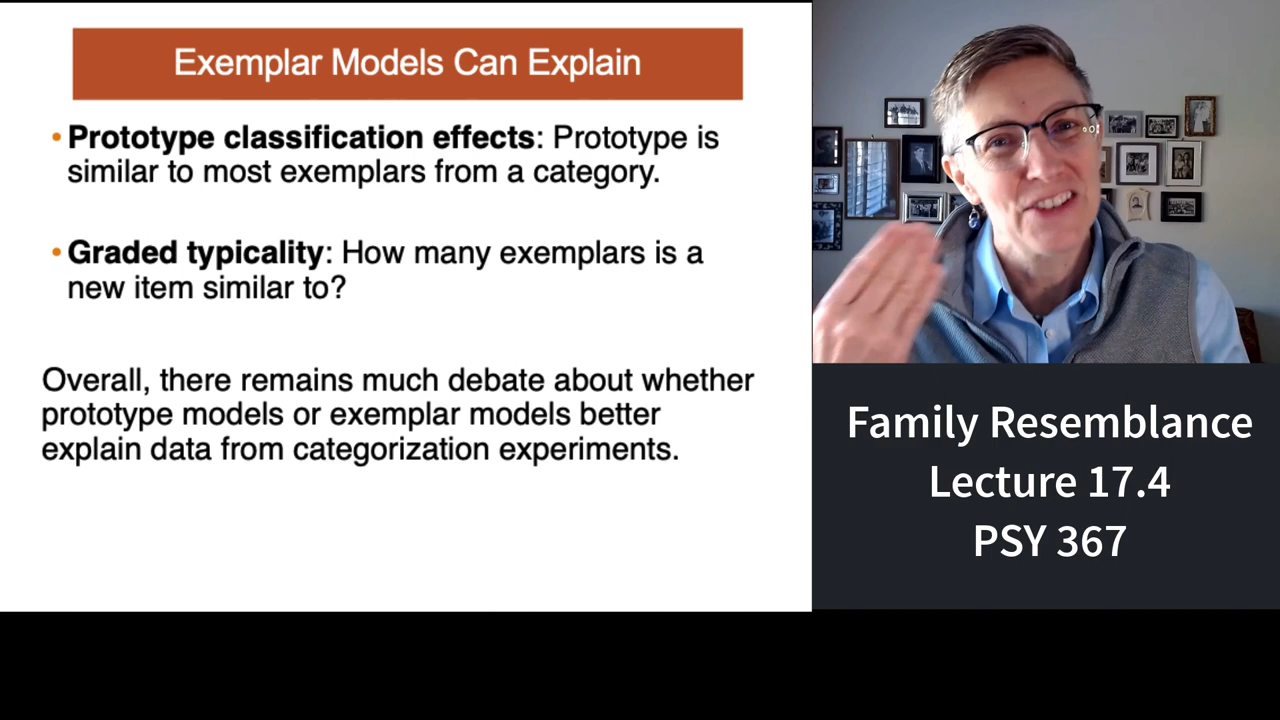 Exemplar Models Can Explain
• Prototype classification effects: Prototype is
similar to most exemplars from a category.
• Graded typicality: How many exemplars is a
new item similar to?
Overall, there remains much debate about whether
prototype models or exemplar models better
explain data from categorization experiments.
Family Resemblance
Lecture 17.4
PSY 367